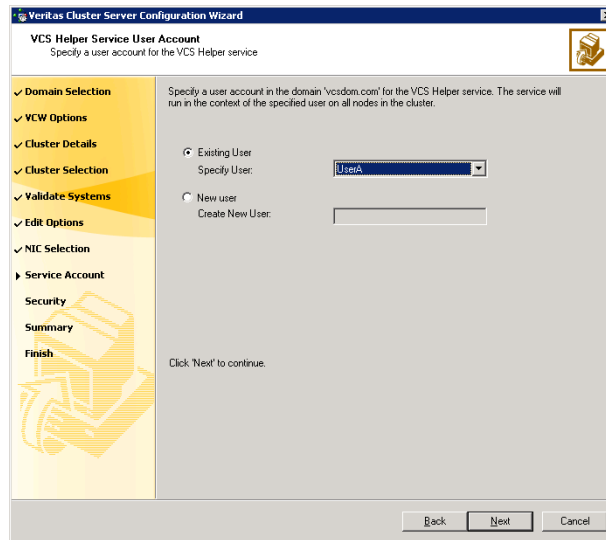 Veritas Cluster Server Configuration Wizard
VCS Helper Service User Account
Specify a user account for the VCS Helper service
Domain Selection
VCW Options
Cluster Details
Cluster Selection
Validate Systems
Edit Options
NIC Selection
Service Account
Security
Summary
Finish
Specify a user account in the domain 'vcsdom.com' for the VCS Helper service. The service will
run in the context of the specified user on all nodes in the cluster.
Existing User
Specify User: UserA
New user
Create New User:
Click 'Next' to continue.
Back Next Cancel